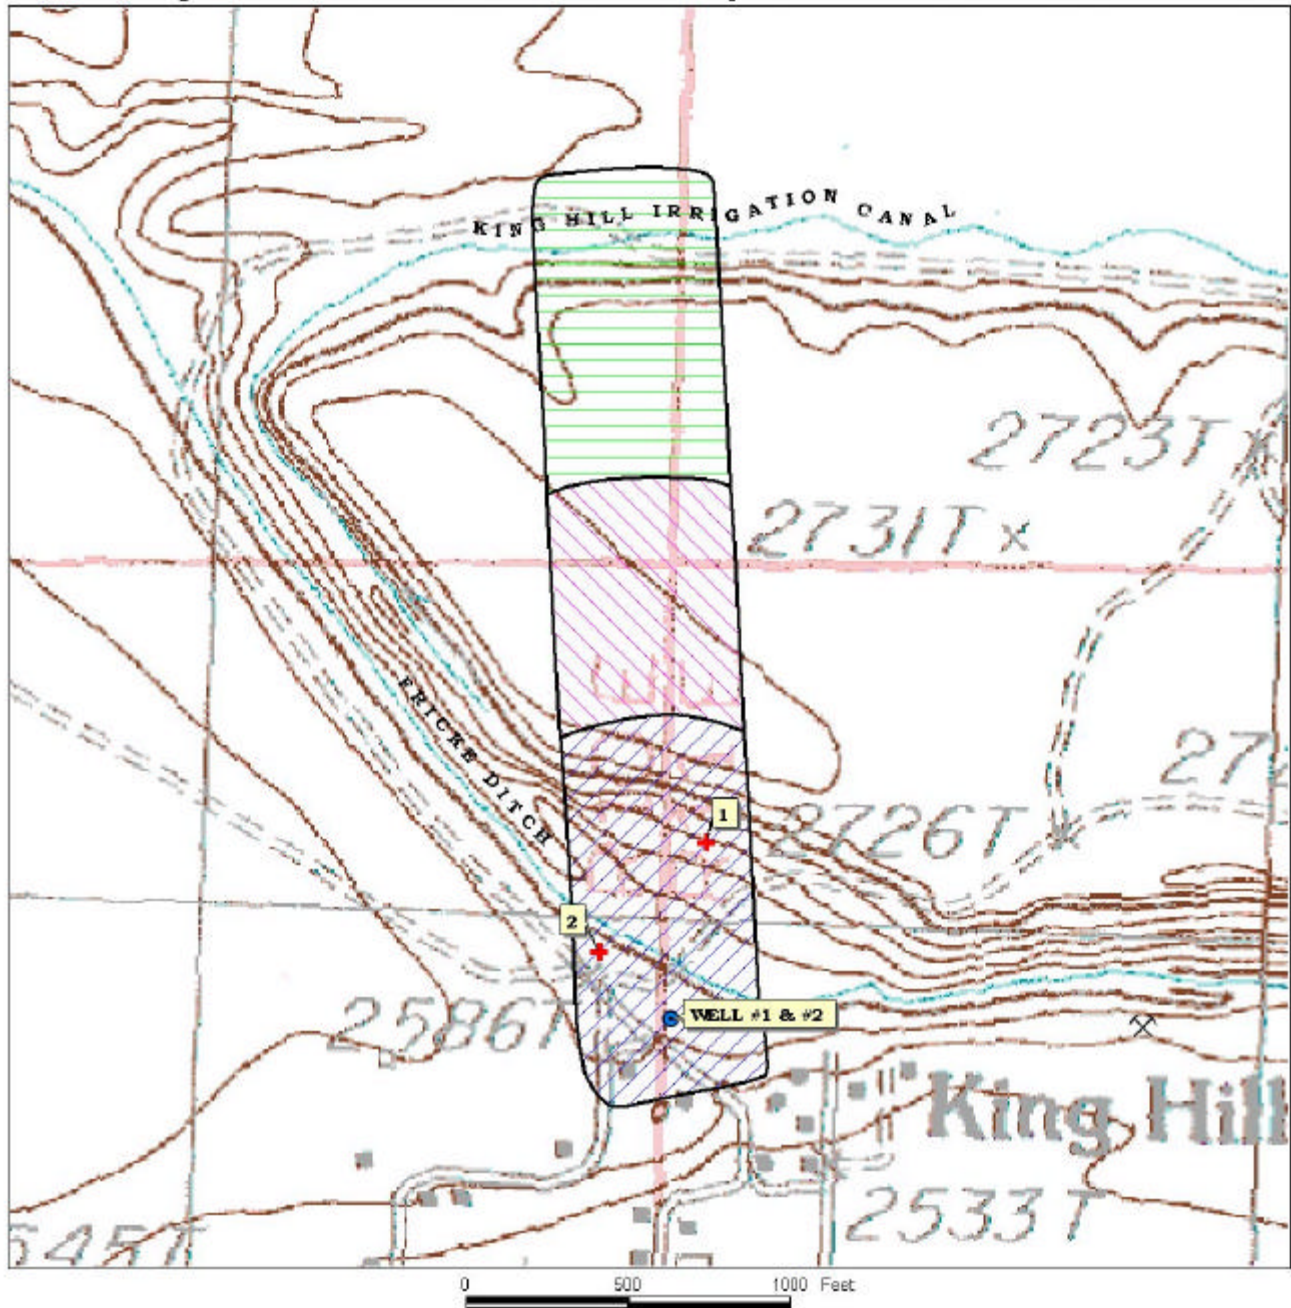 KING HILL IRRIGATION CANAL
2723T
2731T
FRICKE DITCH
27
1
2726T
2
WELL #1 & #2
2586T
King Hill
2533T
545T
0 500 1000 Feet